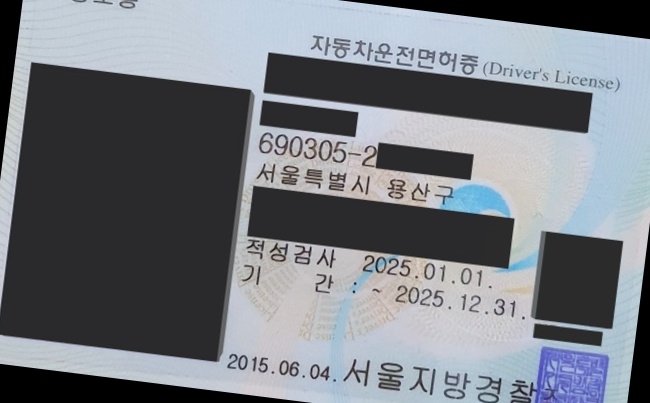 자동차운전면허증 (Driver's License)
690305-2
서울특별시 용산구
적성검사 2025.01.01.
기 간 : ~ 2025.12.31.
2015.06.04. 서울지방경찰